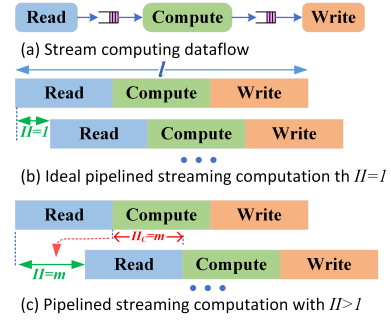 Read Compute Write
(a) Stream computing dataflow
l
Read Compute Write
II=1
Read Compute Write
(b) Ideal pipelined streaming computation th II=1
Read Compute Write
II_C=m
II=m
Read Compute Write
(c) Pipelined streaming computation with II>1